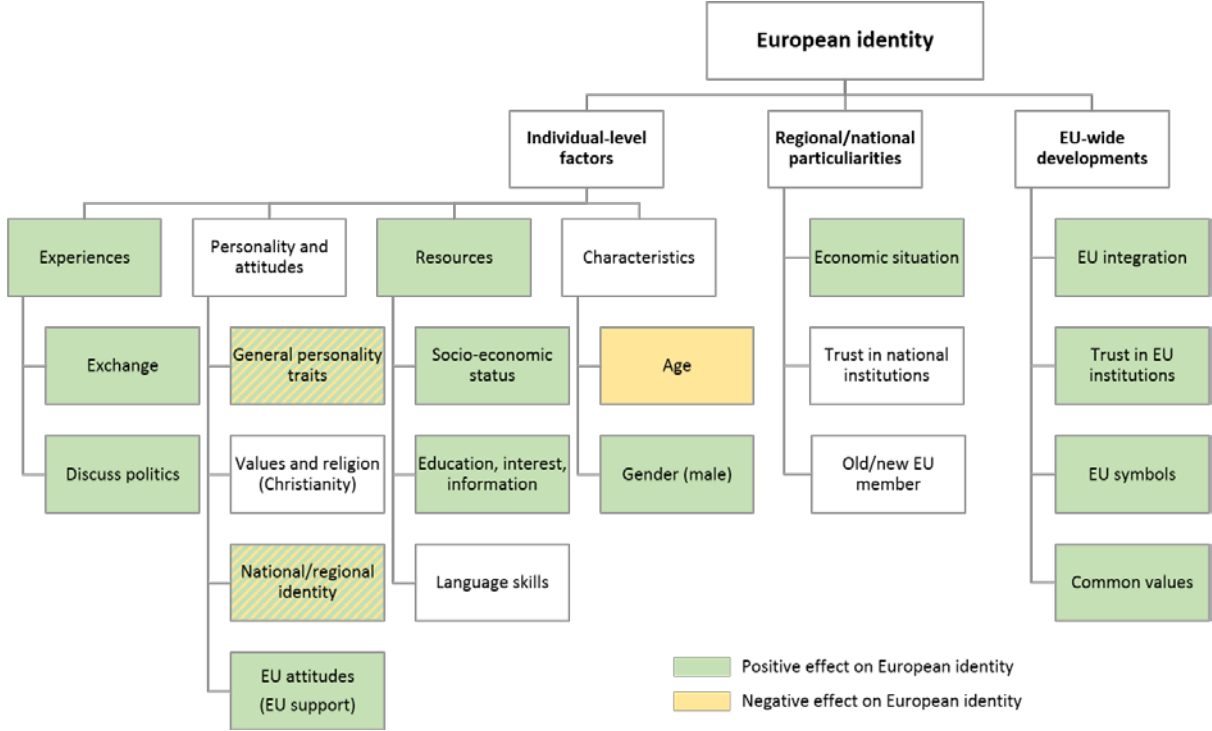 European identity
Individual-level
factors
Regional/national
particuliarities
EU-wide
developments
Experiences
Personality and
attitudes
Resources
Characteristics
Economic situation
EU integration
Exchange
General personality
traits
Socio-economic
status
Age
Trust in national
institutions
Trust in EU
institutions
Discuss politics
Values and religion
(Christianity)
Education, interest,
information
Gender (male)
Old/new EU
member
EU symbols
National/regional
identity
Language skills
Common values
EU attitudes
(EU support)
Positive effect on European identity
Negative effect on European identity